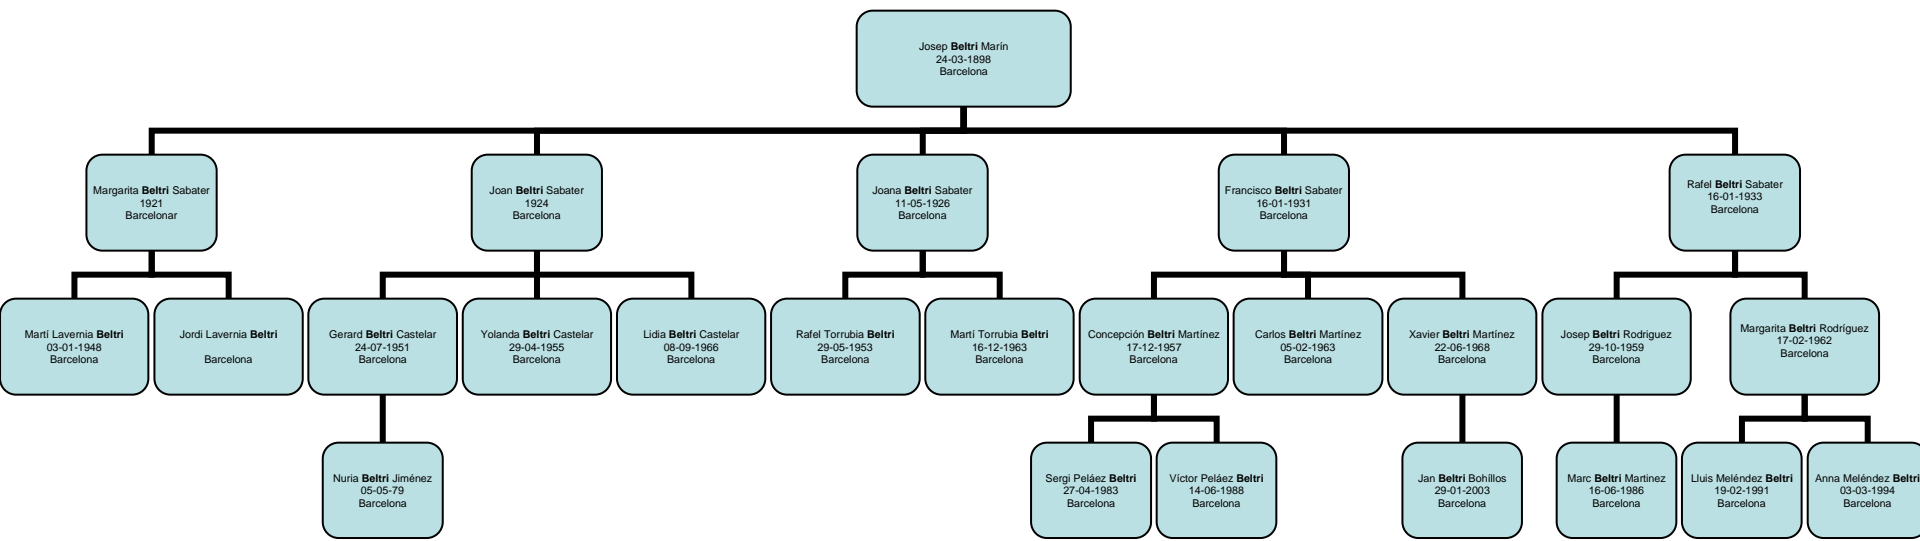 Josep Beltri Marín
24-03-1898
Barcelona
Margarita Beltri Sabater
1921
Barcelonar
Joan Beltri Sabater
1924
Barcelona
Joana Beltri Sabater
11-05-1926
Barcelona
Francisco Beltri Sabater
16-01-1931
Barcelona
Rafel Beltri Sabater
16-01-1933
Barcelona
Martí Lavernia Beltri
03-01-1948
Barcelona
Jordi Lavernia Beltri
Barcelona
Gerard Beltri Castelar
24-07-1951
Barcelona
Yolanda Beltri Castelar
29-04-1955
Barcelona
Lidia Beltri Castelar
08-09-1966
Barcelona
Rafel Torrubia Beltri
29-05-1953
Barcelona
Martí Torrubia Beltri
16-12-1963
Barcelona
Concepción Beltri Martínez
17-12-1957
Barcelona
Carlos Beltri Martínez
05-02-1963
Barcelona
Xavier Beltri Martínez
22-06-1968
Barcelona
Josep Beltri Rodriguez
29-10-1959
Barcelona
Margarita Beltri Rodríguez
17-02-1962
Barcelona
Nuria Beltri Jiménez
05-05-79
Barcelona
Sergi Peláez Beltri
27-04-1983
Barcelona
Víctor Peláez Beltri
14-06-1988
Barcelona
Jan Beltri Bohíllos
29-01-2003
Barcelona
Marc Beltri Martinez
16-06-1986
Barcelona
Lluis Meléndez Beltri
19-02-1991
Barcelona
Anna Meléndez Beltri
03-03-1994
Barcelona